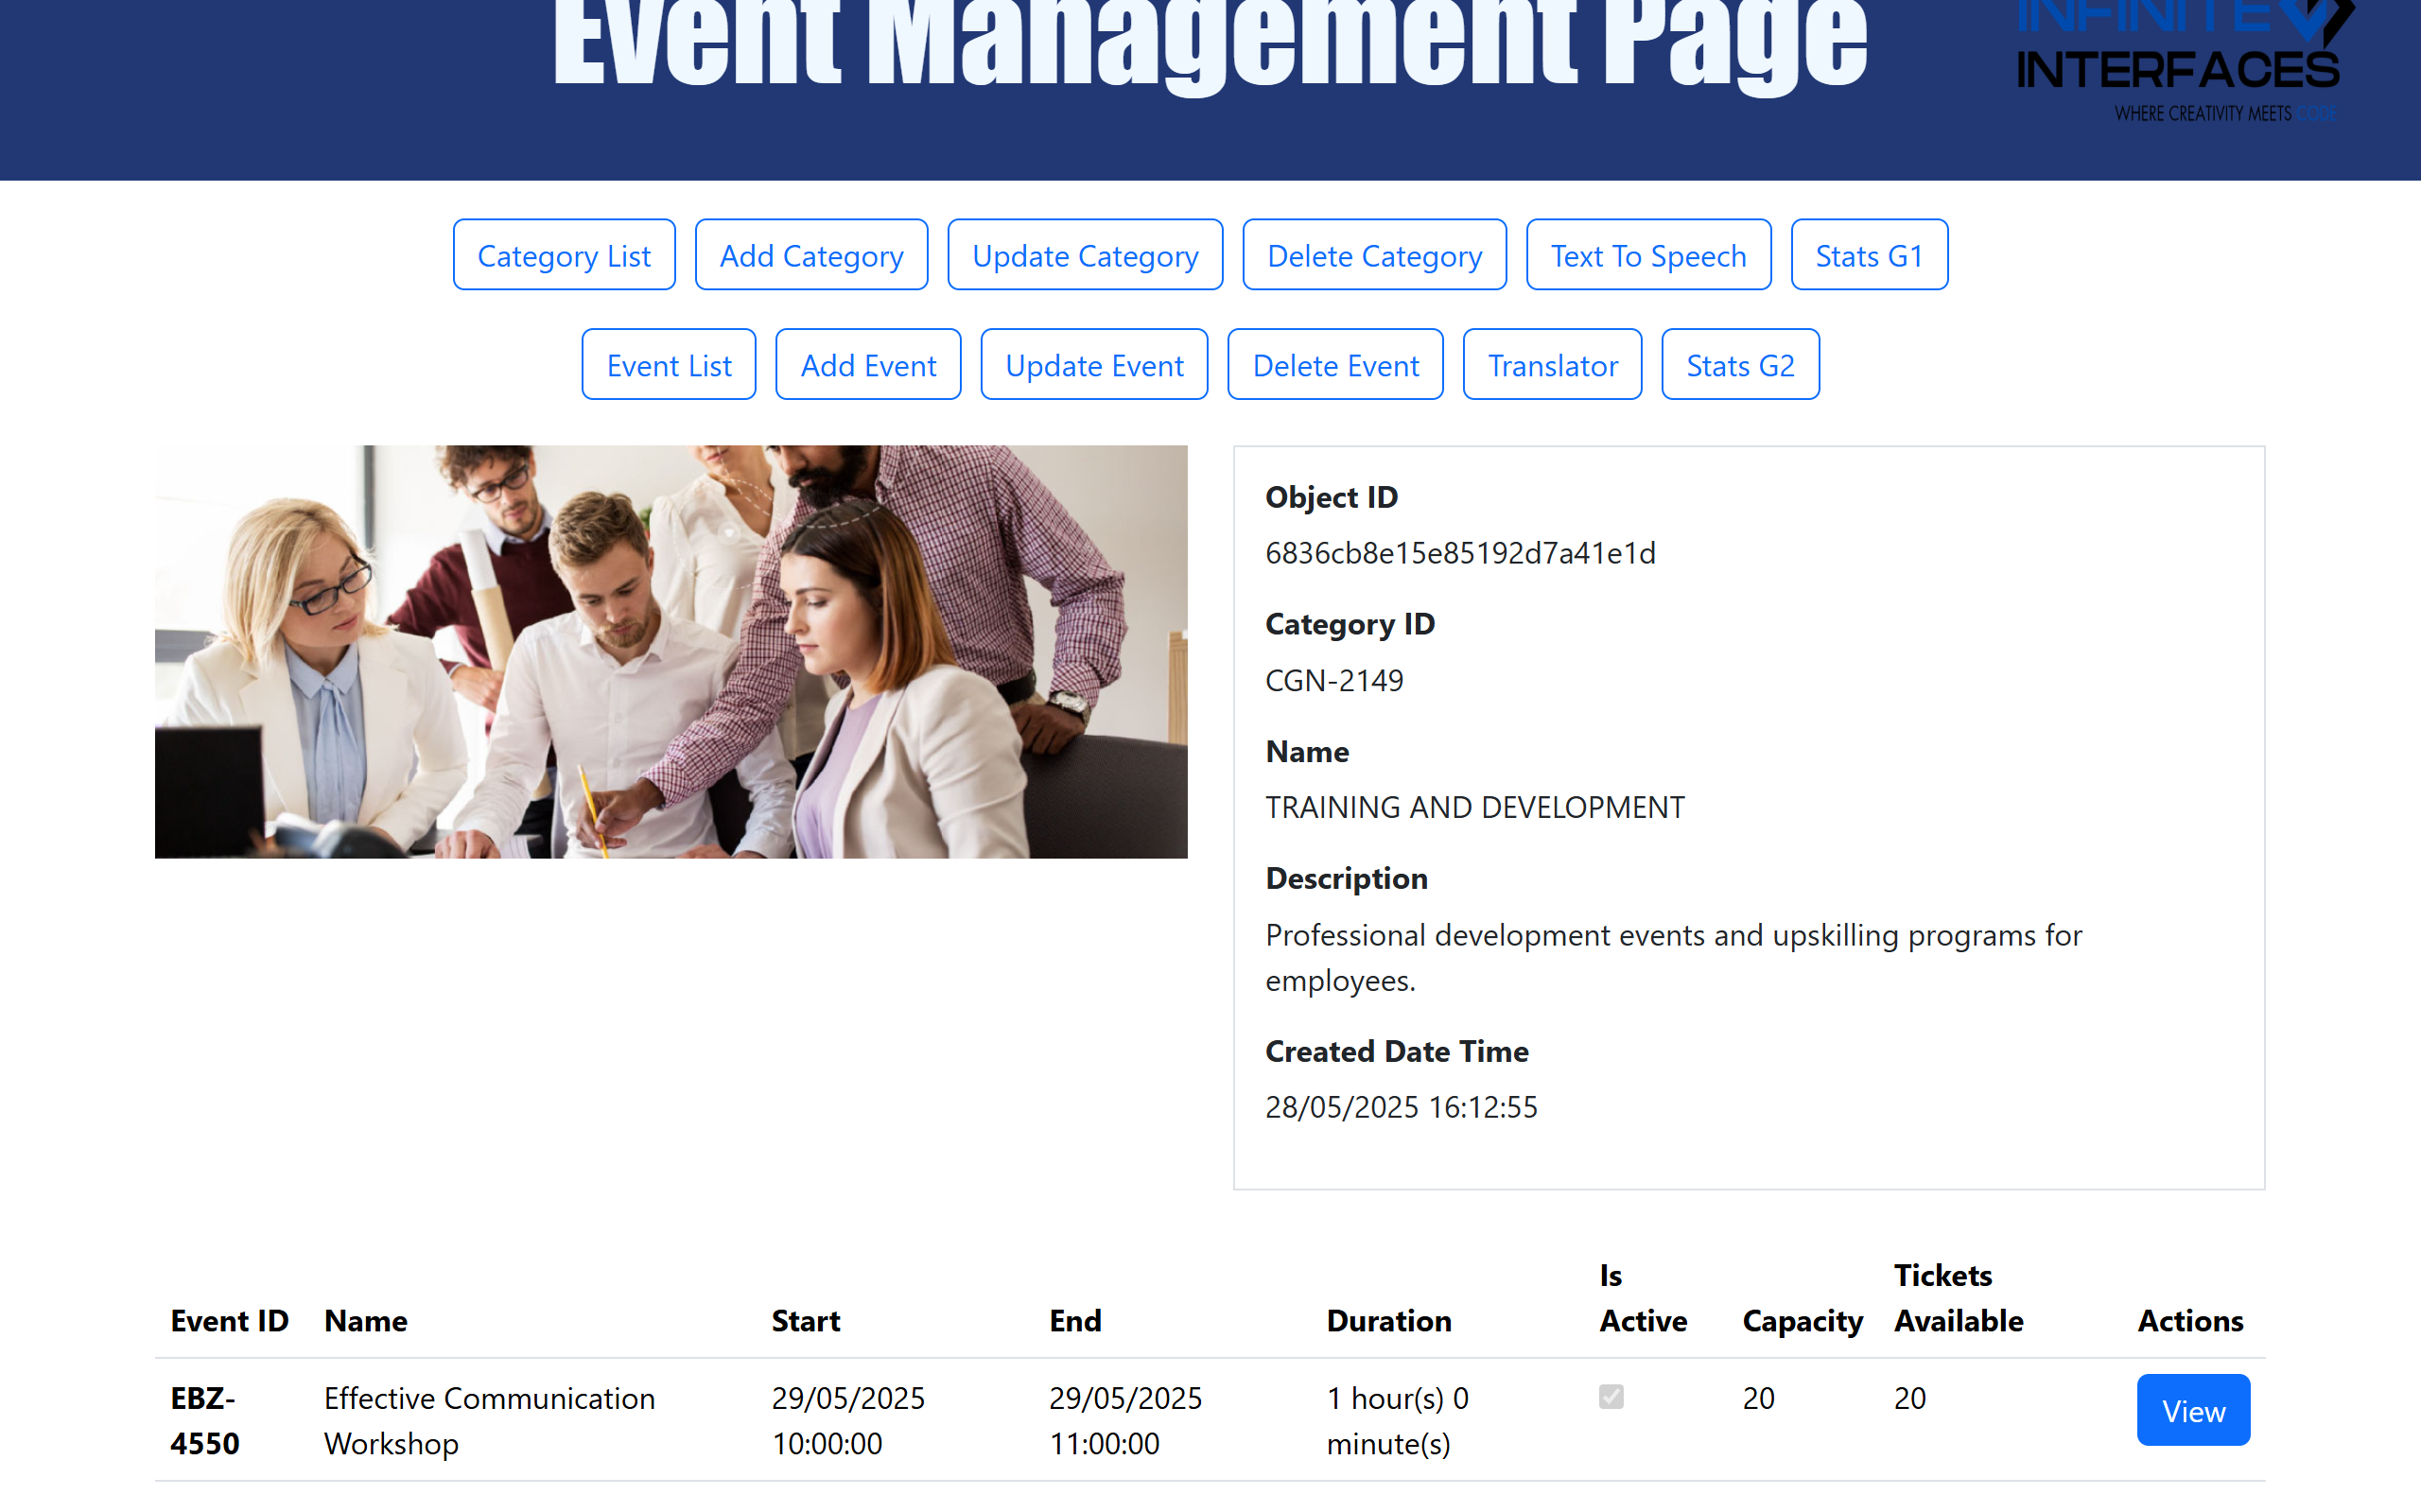 Event Management Page
INFINITE
INTERFACES
WHERE CREATIVITY MEETS CODE
Category List
Add Category
Update Category
Delete Category
Text To Speech
Stats G1
Event List
Add Event
Update Event
Delete Event
Translator
Stats G2
Object ID
6836cb8e15e85192d7a41e1d
Category ID
CGN-2149
Name
TRAINING AND DEVELOPMENT
Description
Professional development events and upskilling programs for
employees.
Created Date Time
28/05/2025 16:12:55
Event ID
Name
Start
End
Duration
Is
Active
Capacity
Tickets
Available
Actions
EBZ-
4550
Effective Communication
Workshop
29/05/2025
10:00:00
29/05/2025
11:00:00
1 hour(s) 0
minute(s)
20
20
View